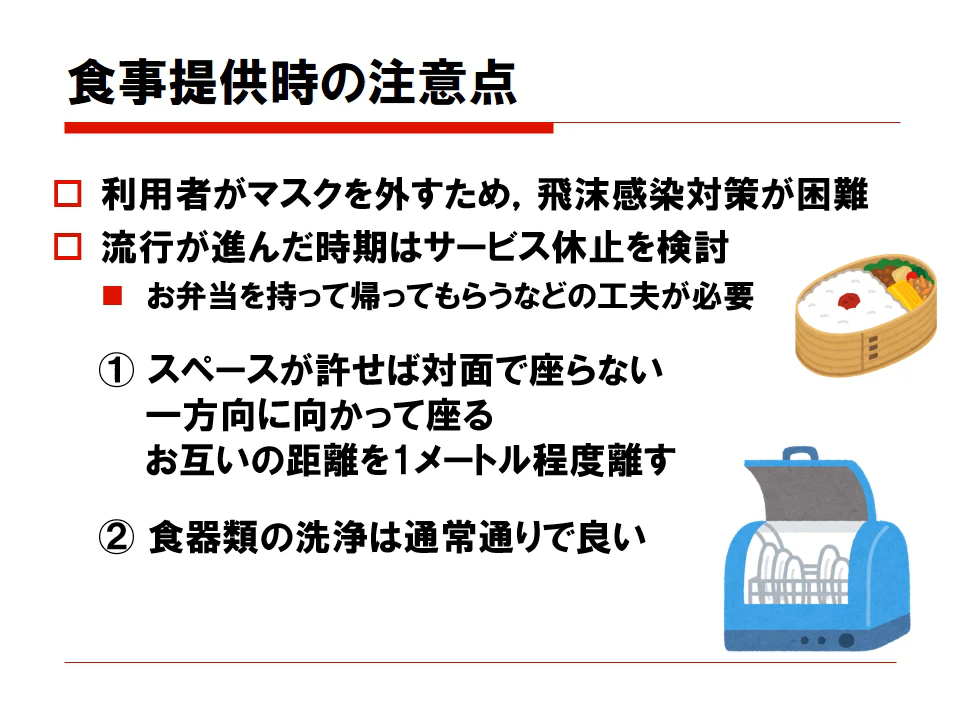 食事提供時の注意点
利用者がマスクを外すため，飛沫感染対策が困難
流行が進んだ時期はサービス休止を検討
お弁当を持って帰ってもらうなどの工夫が必要
① スペースが許せば対面で座らない
一方向に向かって座る
お互いの距離を1メートル程度離す
② 食器類の洗浄は通常通りで良い